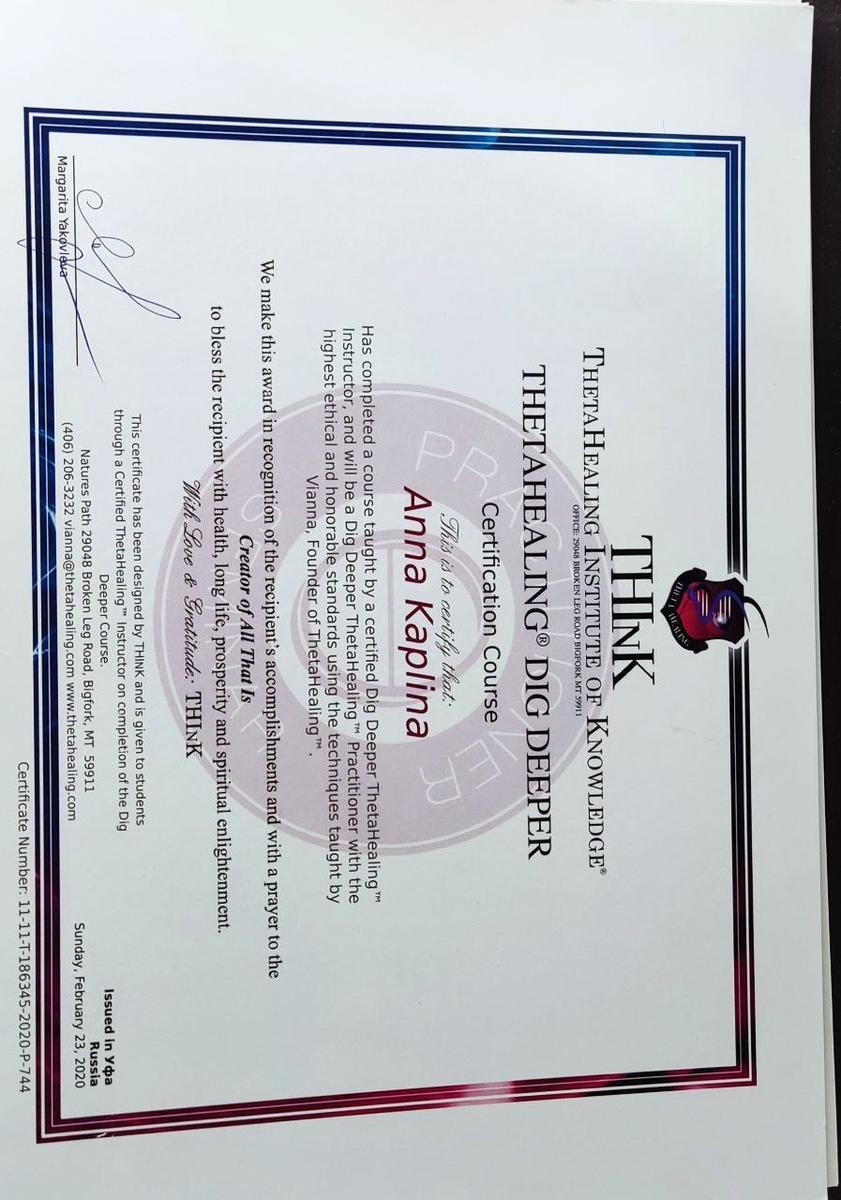 THETA HEALING
THInK
THETAHEALING INSTITUTE OF KNOWLEDGE®
OFFICE: 29048 BROKEN LEG ROAD BIGFORK MT 59911
THETAHEALING® DIG DEEPER
Certification Course
This is to certify that:
Anna Kaplina
Has completed a course taught by a certified Dig Deeper ThetaHealing™
Instructor, and will be a Dig Deeper ThetaHealing™ Practitioner with the
highest ethical and honorable standards using the techniques taught by
Vianna, Founder of ThetaHealing™.
We make this award in recognition of the recipient's accomplishments and with a prayer to the
Creator of All That Is
to bless the recipient with health, long life, prosperity and spiritual enlightenment.
With Love & Gratitude: THInK
PRACTITIONER
Margarita Yakovleva
This certificate has been designed by THInK and is given to students
through a Certified ThetaHealing™ Instructor on completion of the Dig
Deeper Course.
Natures Path 29048 Broken Leg Road, Bigfork, MT 59911
(406) 206-3232 vianna@thetahealing.com www.thetahealing.com
Issued in Уфа
Russia
Sunday, February 23, 2020
Certificate Number: 11-11-T-186345-2020-P-744